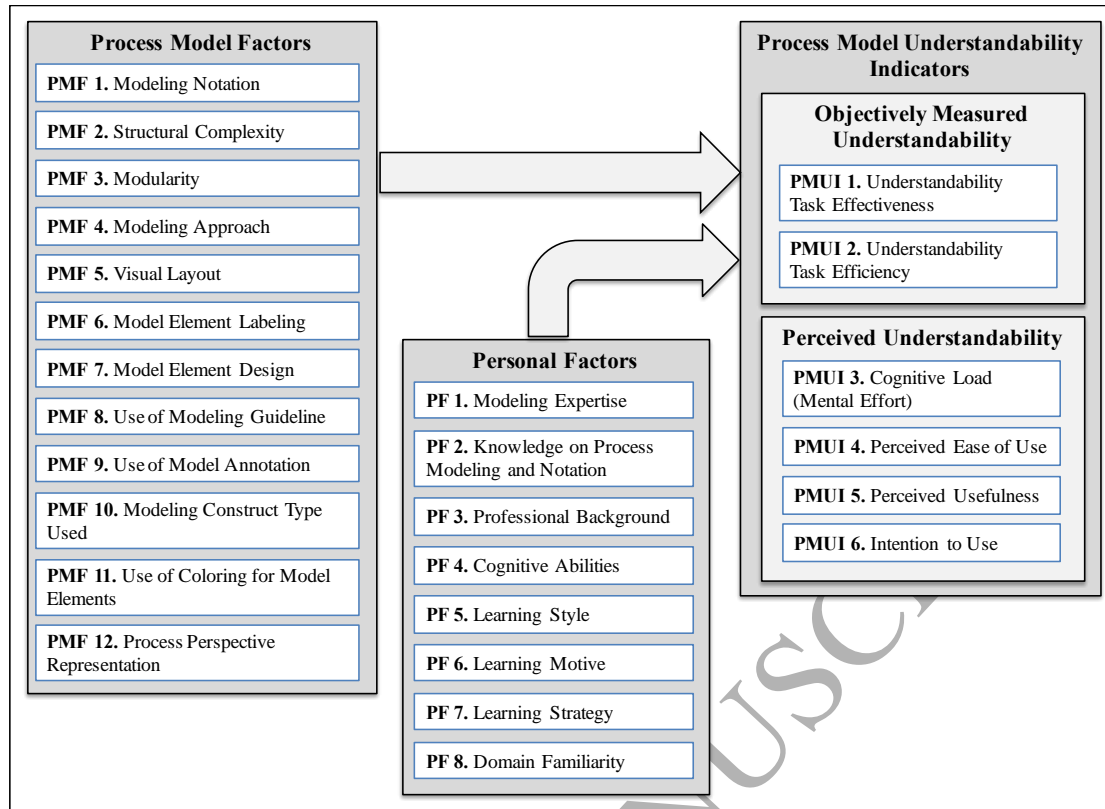 Process Model Factors
PMF 1. Modeling Notation
PMF 2. Structural Complexity
PMF 3. Modularity
PMF 4. Modeling Approach
PMF 5. Visual Layout
PMF 6. Model Element Labeling
PMF 7. Model Element Design
PMF 8. Use of Modeling Guideline
PMF 9. Use of Model Annotation
PMF 10. Modeling Construct Type
Used
PMF 11. Use of Coloring for Model
Elements
PMF 12. Process Perspective
Representation
Personal Factors
PF 1. Modeling Expertise
PF 2. Knowledge on Process
Modeling and Notation
PF 3. Professional Background
PF 4. Cognitive Abilities
PF 5. Learning Style
PF 6. Learning Motive
PF 7. Learning Strategy
PF 8. Domain Familiarity
Process Model Understandability
Indicators
Objectively Measured
Understandability
PMUI 1. Understandability
Task Effectiveness
PMUI 2. Understandability
Task Efficiency
Perceived Understandability
PMUI 3. Cognitive Load
(Mental Effort)
PMUI 4. Perceived Ease of Use
PMUI 5. Perceived Usefulness
PMUI 6. Intention to Use